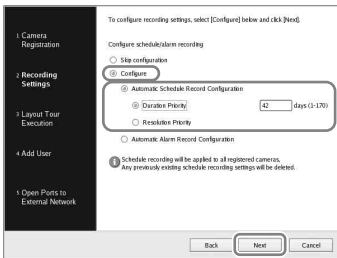 To configure recording settings, select [Configure] below and click [Next].
1 Camera
Registration
2 Recording
Settings
3 Layout Tour
Execution
4 Add User
5 Open Ports to
External Network
Configure schedule/alarm recording
Skip configuration
Configure
Automatic Schedule Record Configuration
Duration Priority 42 days (1-170)
Resolution Priority
Automatic Alarm Record Configuration
Schedule recording will be applied to all registered cameras.
Any previously existing schedule recording settings will be deleted.
Back Next Cancel